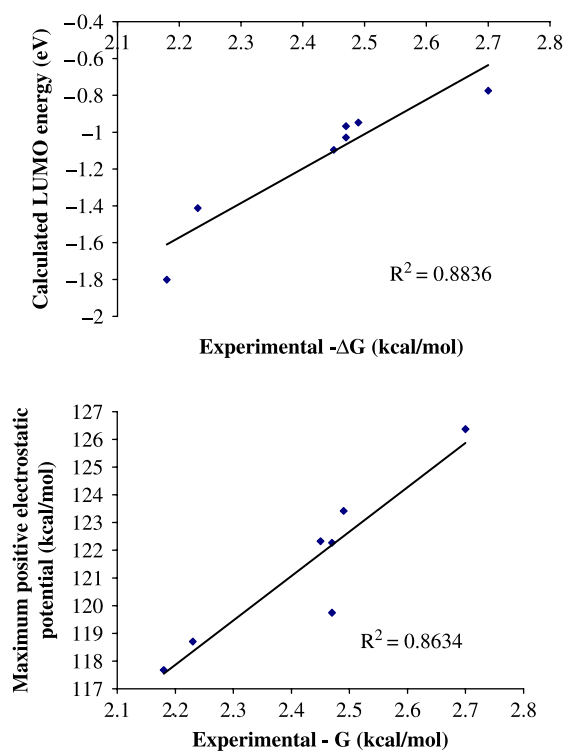 Calculated LUMO energy (eV)
−0.4
2.1 2.2 2.3 2.4 2.5 2.6 2.7 2.8
−0.6
−0.8
−1
−1.2
−1.4
−1.6
−1.8
−2
R² = 0.8836
Experimental -ΔG (kcal/mol)
Maximum positive electrostatic
potential (kcal/mol)
127
126
125
124
123
122
121
120
119
118
117
R² = 0.8634
2.1 2.2 2.3 2.4 2.5 2.6 2.7 2.8
Experimental - G (kcal/mol)